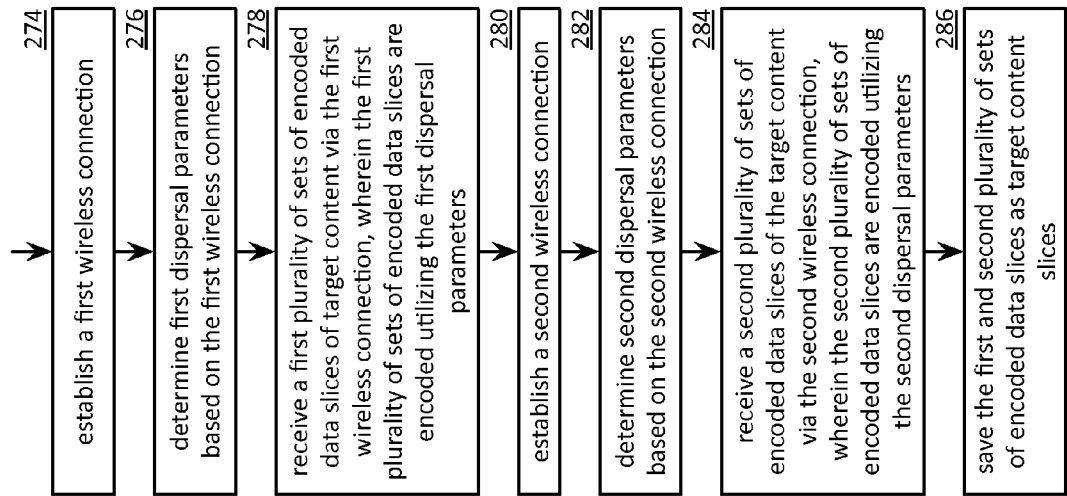 274
establish a first wireless connection
276
determine first dispersal parameters
based on the first wireless connection
278
receive a first plurality of sets of encoded
data slices of target content via the first
wireless connection, wherein the first
plurality of sets of encoded data slices are
encoded utilizing the first dispersal
parameters
280
establish a second wireless connection
282
determine second dispersal parameters
based on the second wireless connection
284
receive a second plurality of sets of
encoded data slices of the target content
via the second wireless connection,
wherein the second plurality of sets of
encoded data slices are encoded utilizing
the second dispersal parameters
286
save the first and second plurality of sets
of encoded data slices as target content
slices